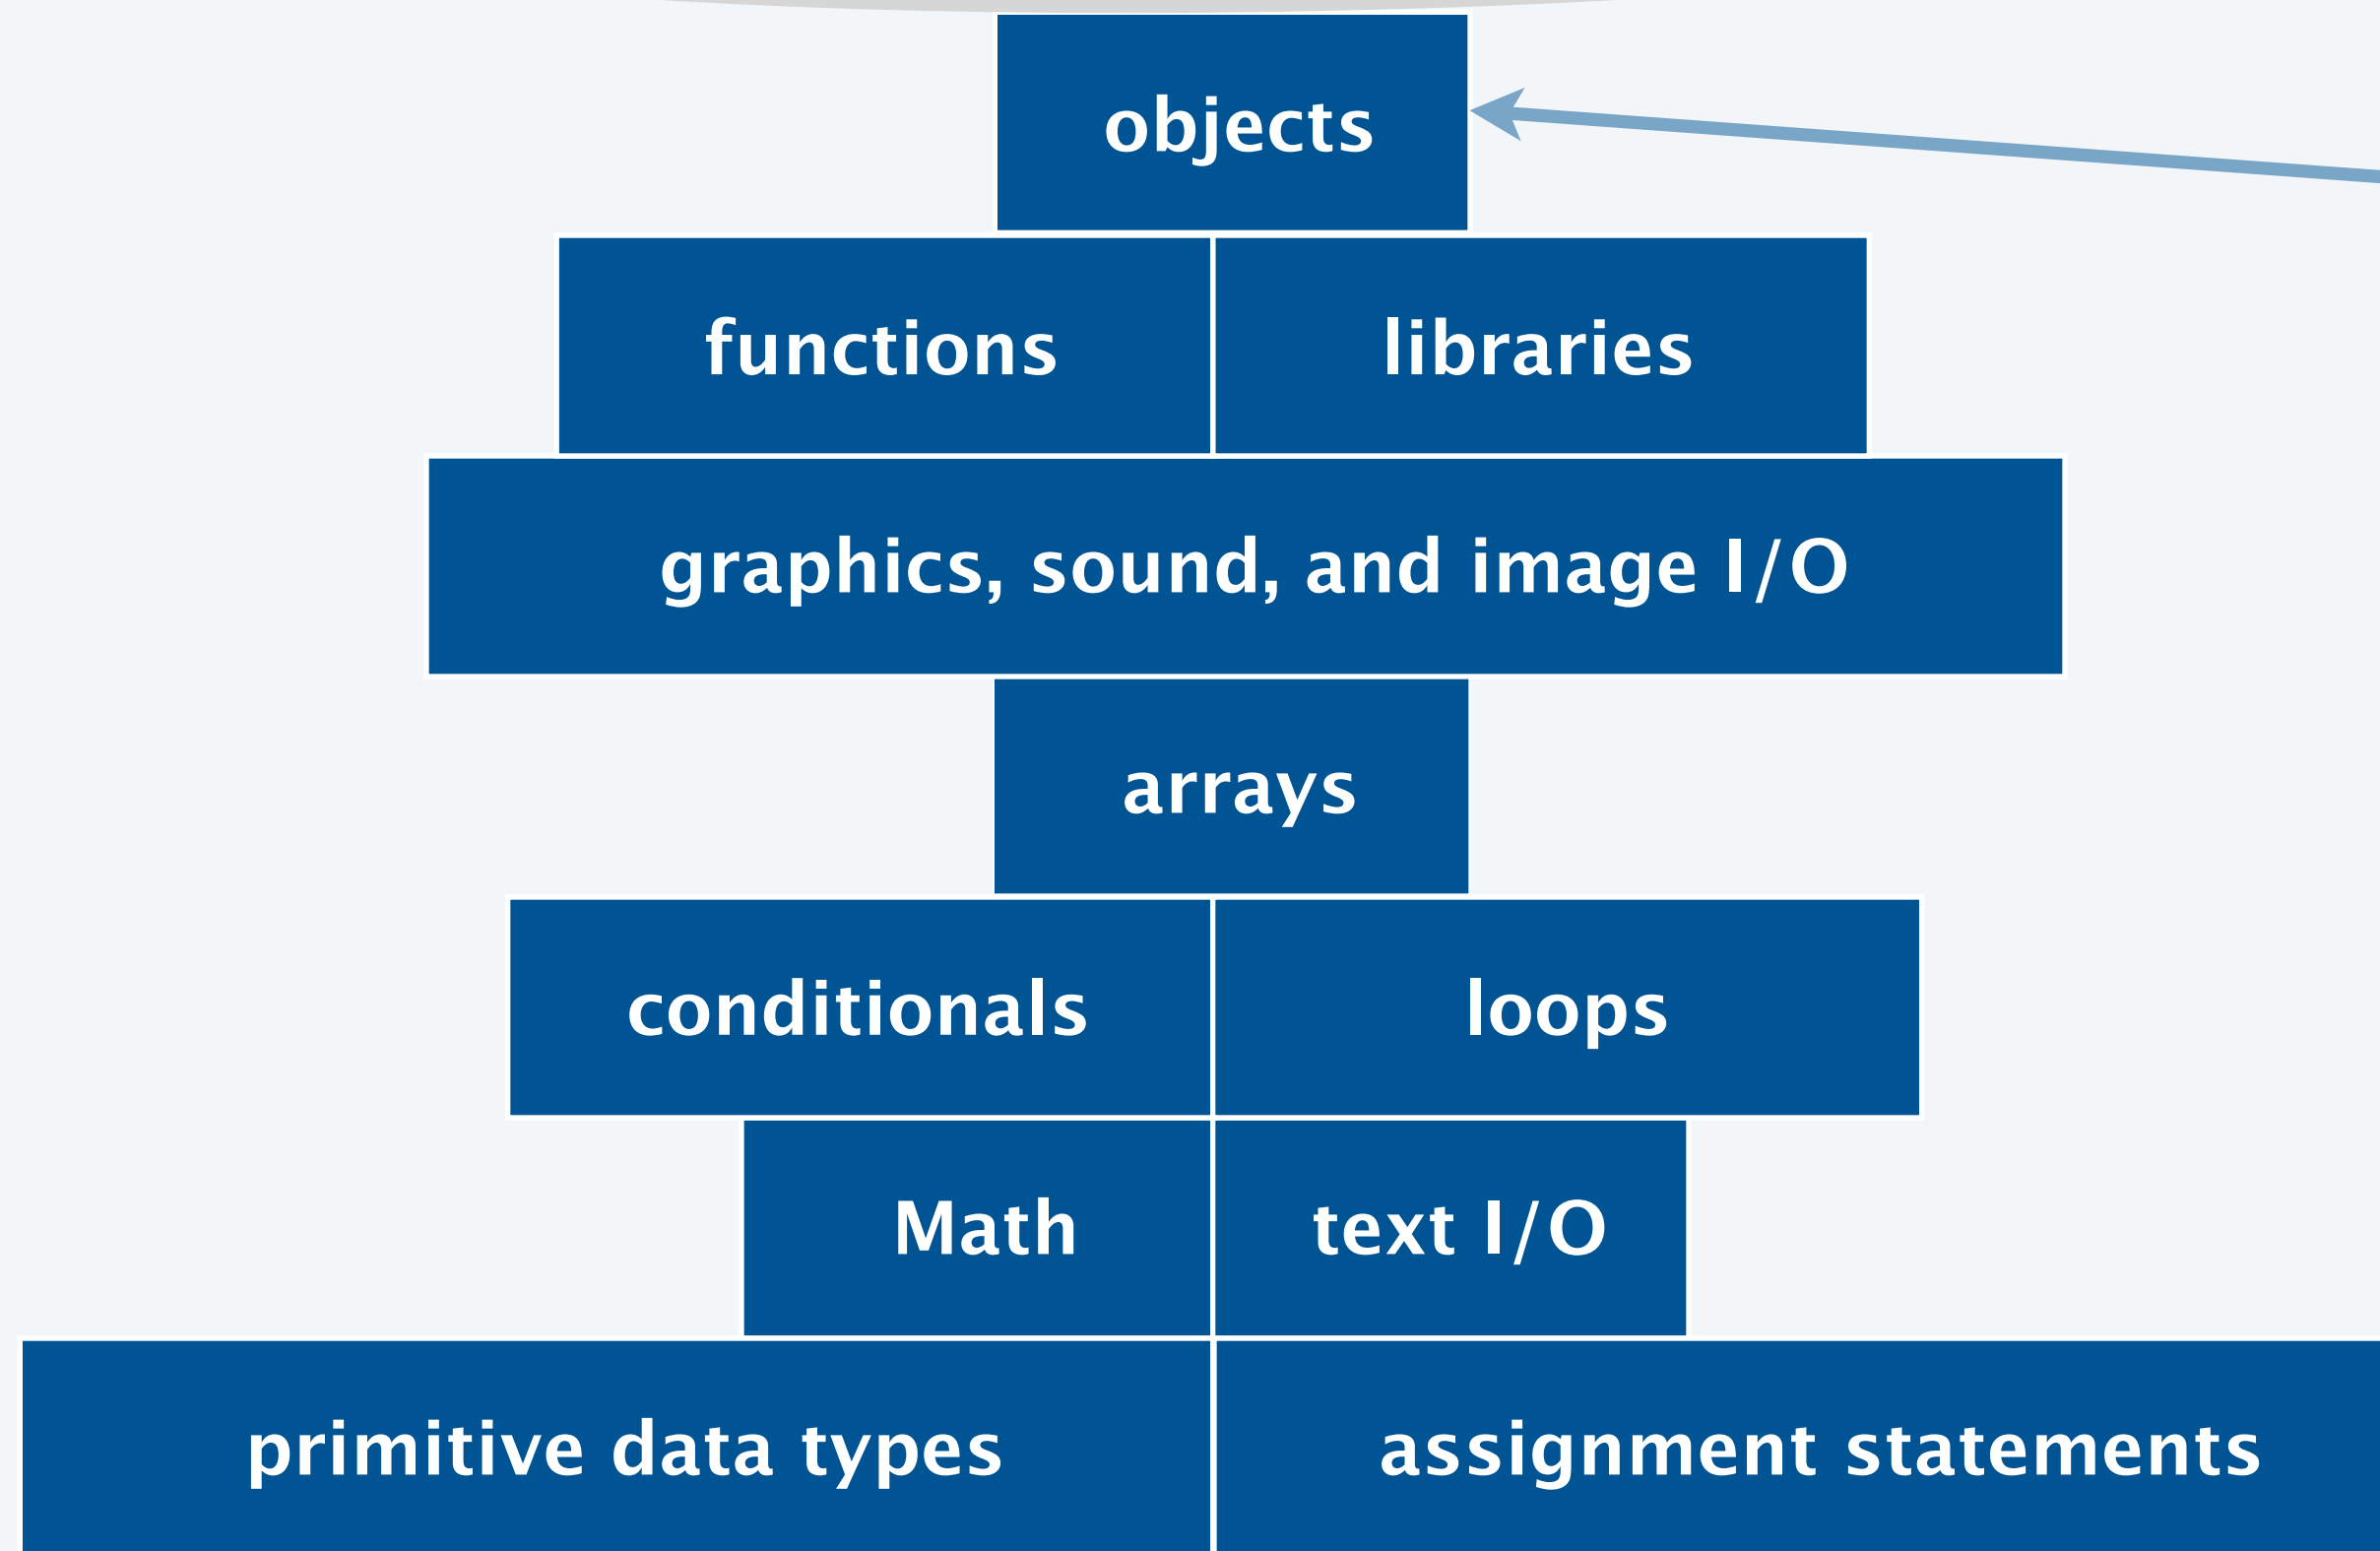 objects
functions libraries
graphics, sound, and image I/O
arrays
conditionals loops
Math text I/O
primitive data types assignment statements